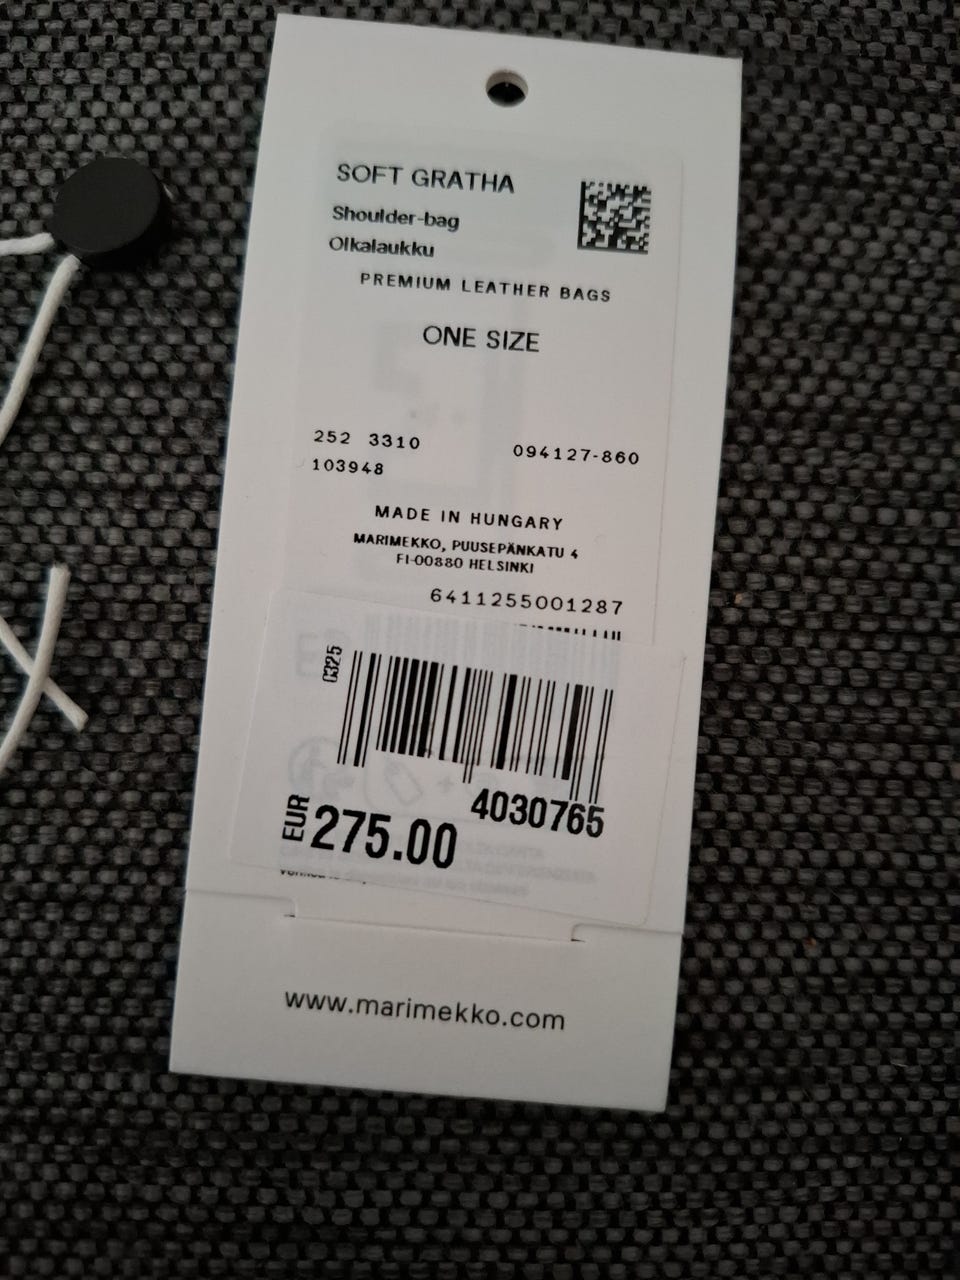 SOFT GRATHA
Shoulder-bag
Olkalaukku
PREMIUM LEATHER BAGS
ONE SIZE
252 3310
094127-860
103948
MADE IN HUNGARY
MARIMEKKO, PUUSEPÄNKATU 4
FI-00880 HELSINKI
6411255001287
0325
4030765
EUR 275.00
www.marimekko.com